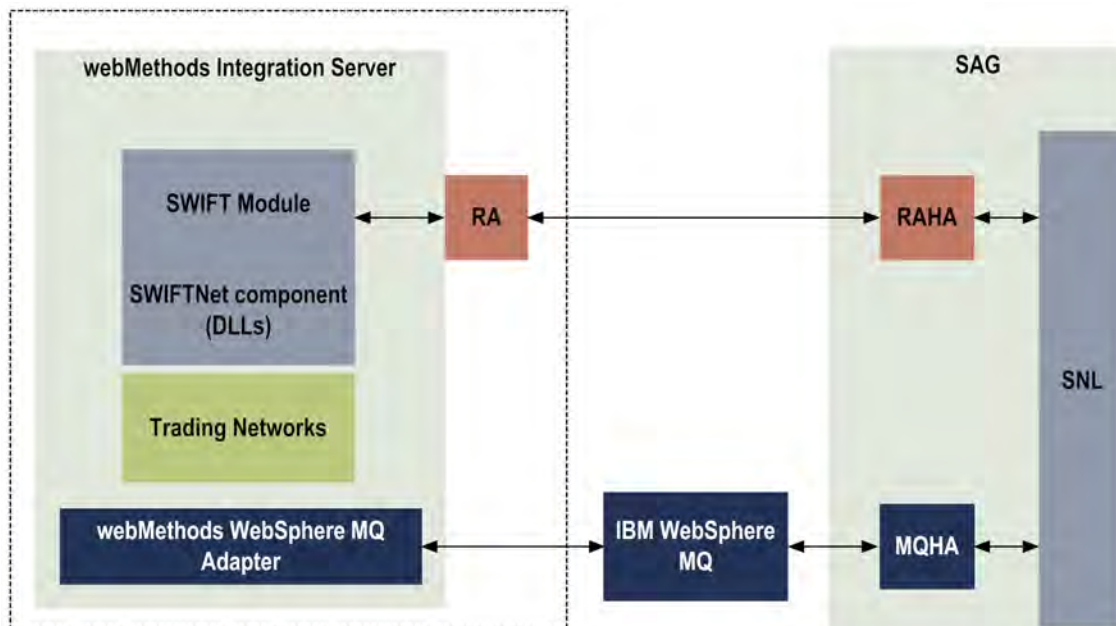 webMethods Integration Server
SAG
SWIFT Module
RA
RAHA
SWIFTNet component
(DLLs)
SNL
Trading Networks
webMethods WebSphere MQ
Adapter
IBM WebSphere
MQ
MQHA